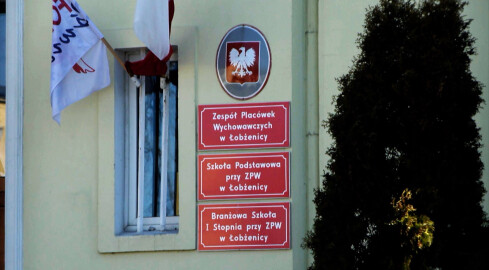 Zespół Placówek
Wychowawczych
w Łobżenicy
Szkoła Podstawowa
przy ZPW
w Łobżenicy
Branżowa Szkoła
I Stopnia przy ZPW
w Łobżenicy